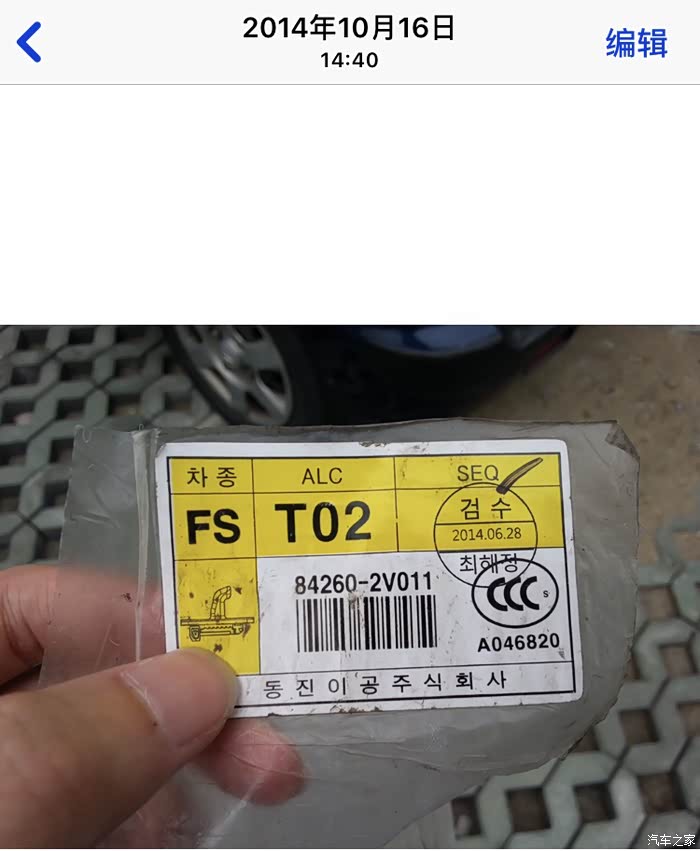 2014年10月16日
14:40
编辑
차종 ALC SEQ
FS T02
검수
2014.06.28
최해정
84260-2V011
CCC S
A046820
동진이공주식회사
汽车之家